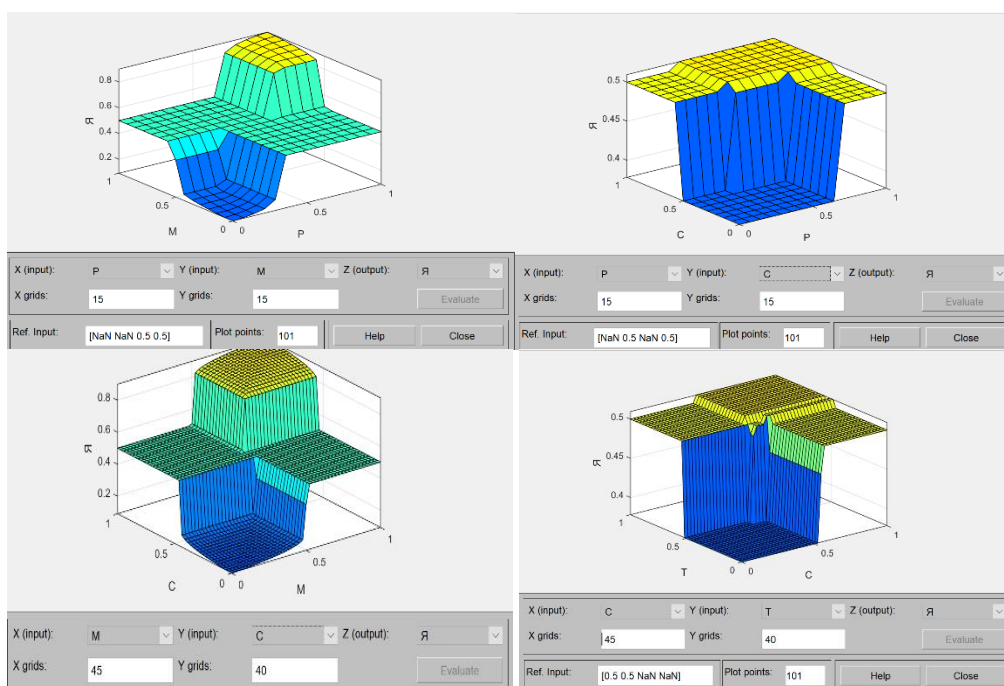 0.8
0.6
0.4
0.2
Я
1
0.5
0
M
0
0.5
1
P
X (input): P Y (input): M Z (output): Я
X grids: 15 Y grids: 15 Evaluate
Ref. Input: [NaN NaN 0.5 0.5] Plot points: 101 Help Close
0.5
0.45
0.4
Я
1
0.5
0
C
0
0.5
1
P
X (input): P Y (input): C Z (output): Я
X grids: 15 Y grids: 15 Evaluate
Ref. Input: [NaN 0.5 NaN 0.5] Plot points: 101 Help Close
0.8
0.6
0.4
0.2
Я
1
0.5
0
C
0
0.5
1
M
X (input): M Y (input): C Z (output): Я
X grids: 45 Y grids: 40 Evaluate
0.5
0.45
0.4
Я
1
0.5
0
T
0
0.5
1
C
X (input): C Y (input): T Z (output): Я
X grids: 45 Y grids: 40 Evaluate
Ref. Input: [0.5 0.5 NaN NaN] Plot points: 101 Help Close